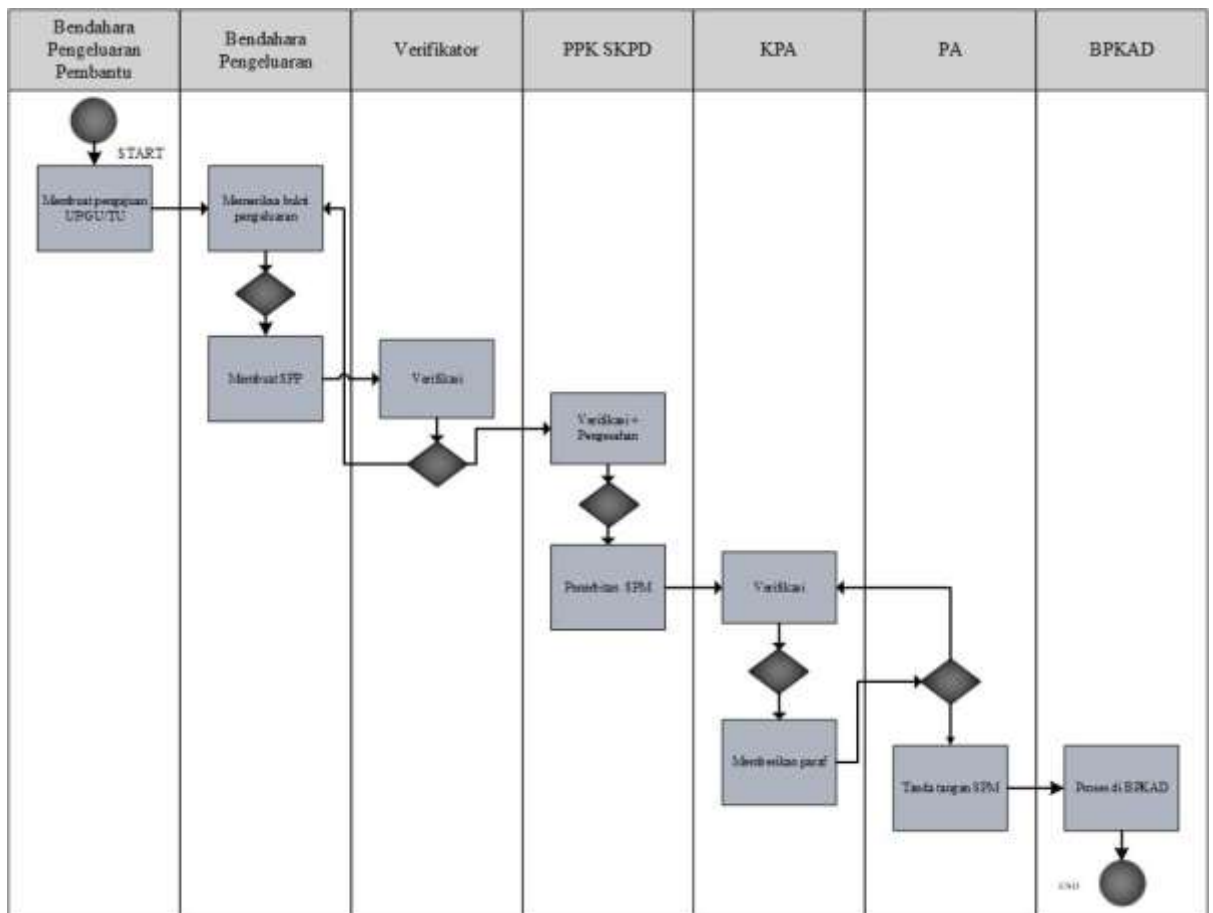 Bendahara
Pengeluaran
Pembantu
Bendahara
Pengeluaran
Verifikator
PPK SKPD
KPA
PA
BPKAD
START
Membuat pengajuan
UP/GU/TU
Memeriksa bukti
pengeluaran
Membuat SPP
Verifikasi
Verifikasi +
Pengesahan
Penerbitan SPM
Verifikasi
Memberikan paraf
Tanda tangan SPM
Proses di BPKAD
END